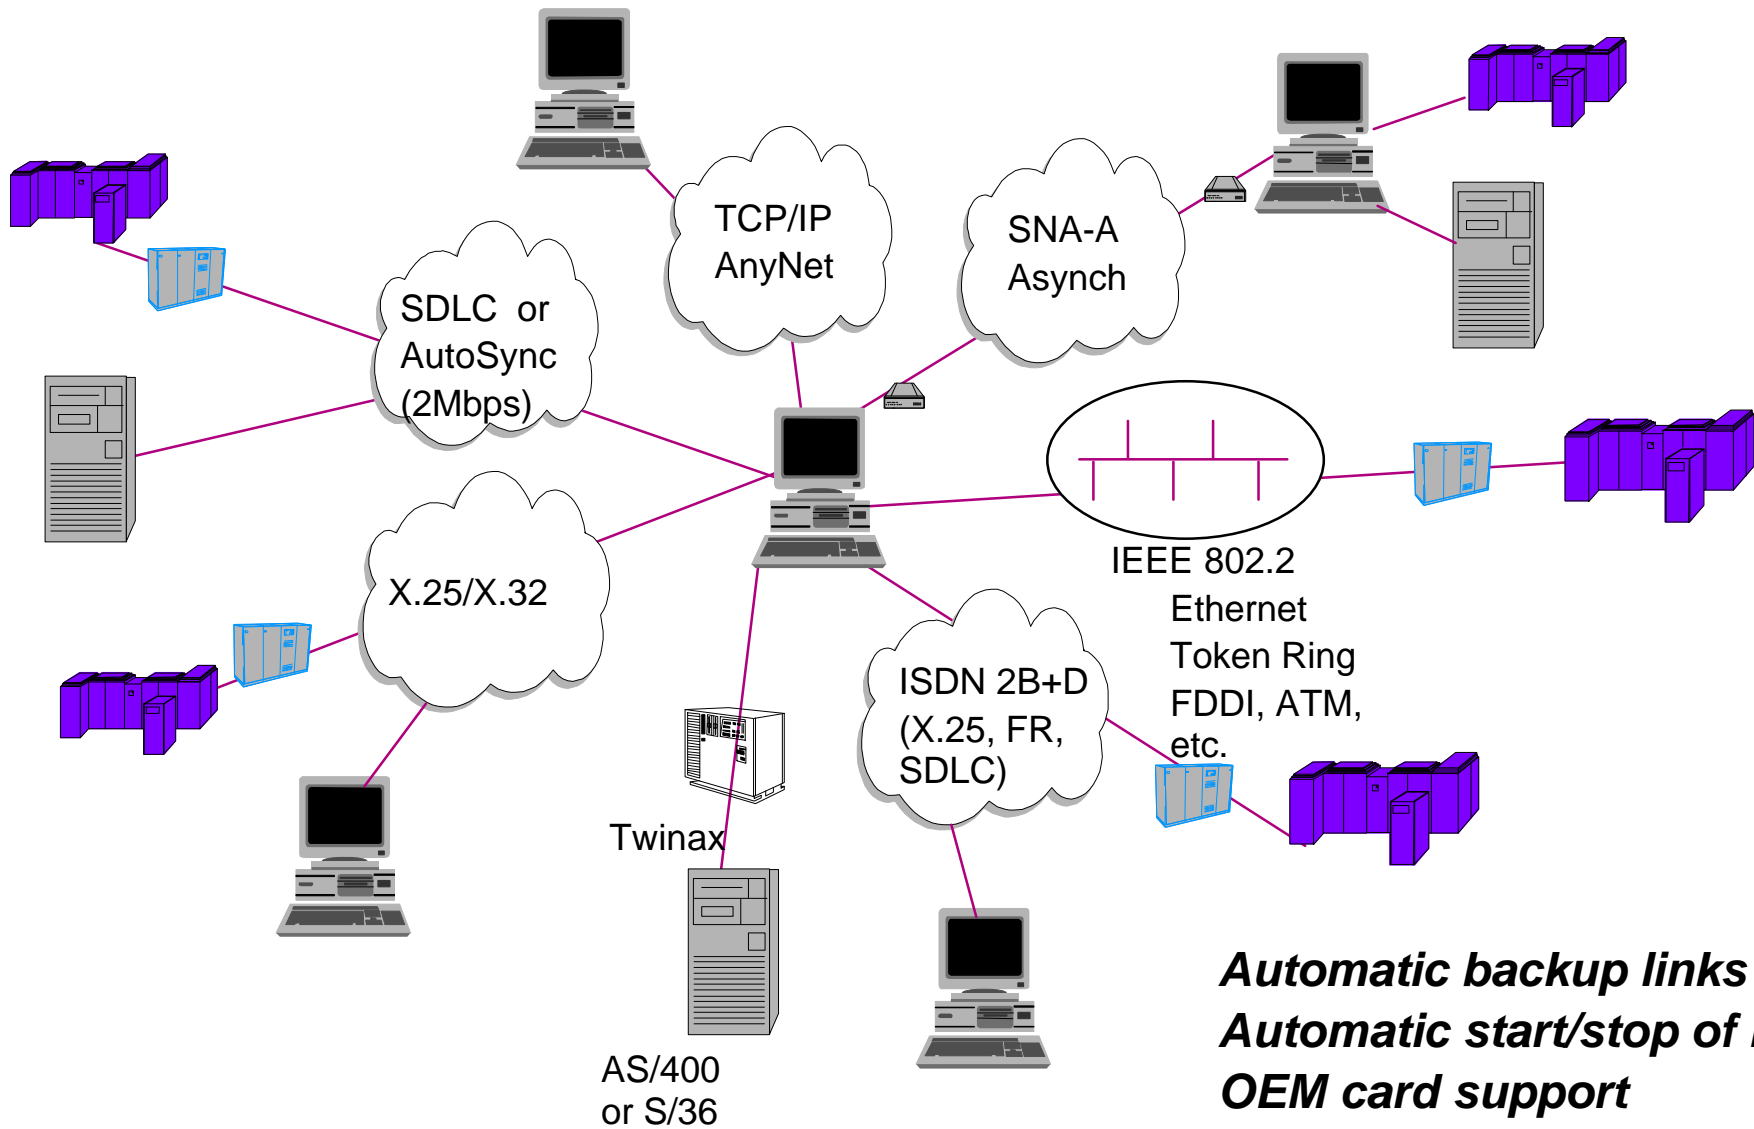 TCP/IP
AnyNet
SNA-A
Asynch
SDLC or
AutoSync
(2Mbps)
X.25/X.32
IEEE 802.2
Ethernet
Token Ring
FDDI, ATM,
etc.
ISDN 2B+D
(X.25, FR,
SDLC)
Twinax
AS/400
or S/36
Automatic backup links
Automatic start/stop of
OEM card support